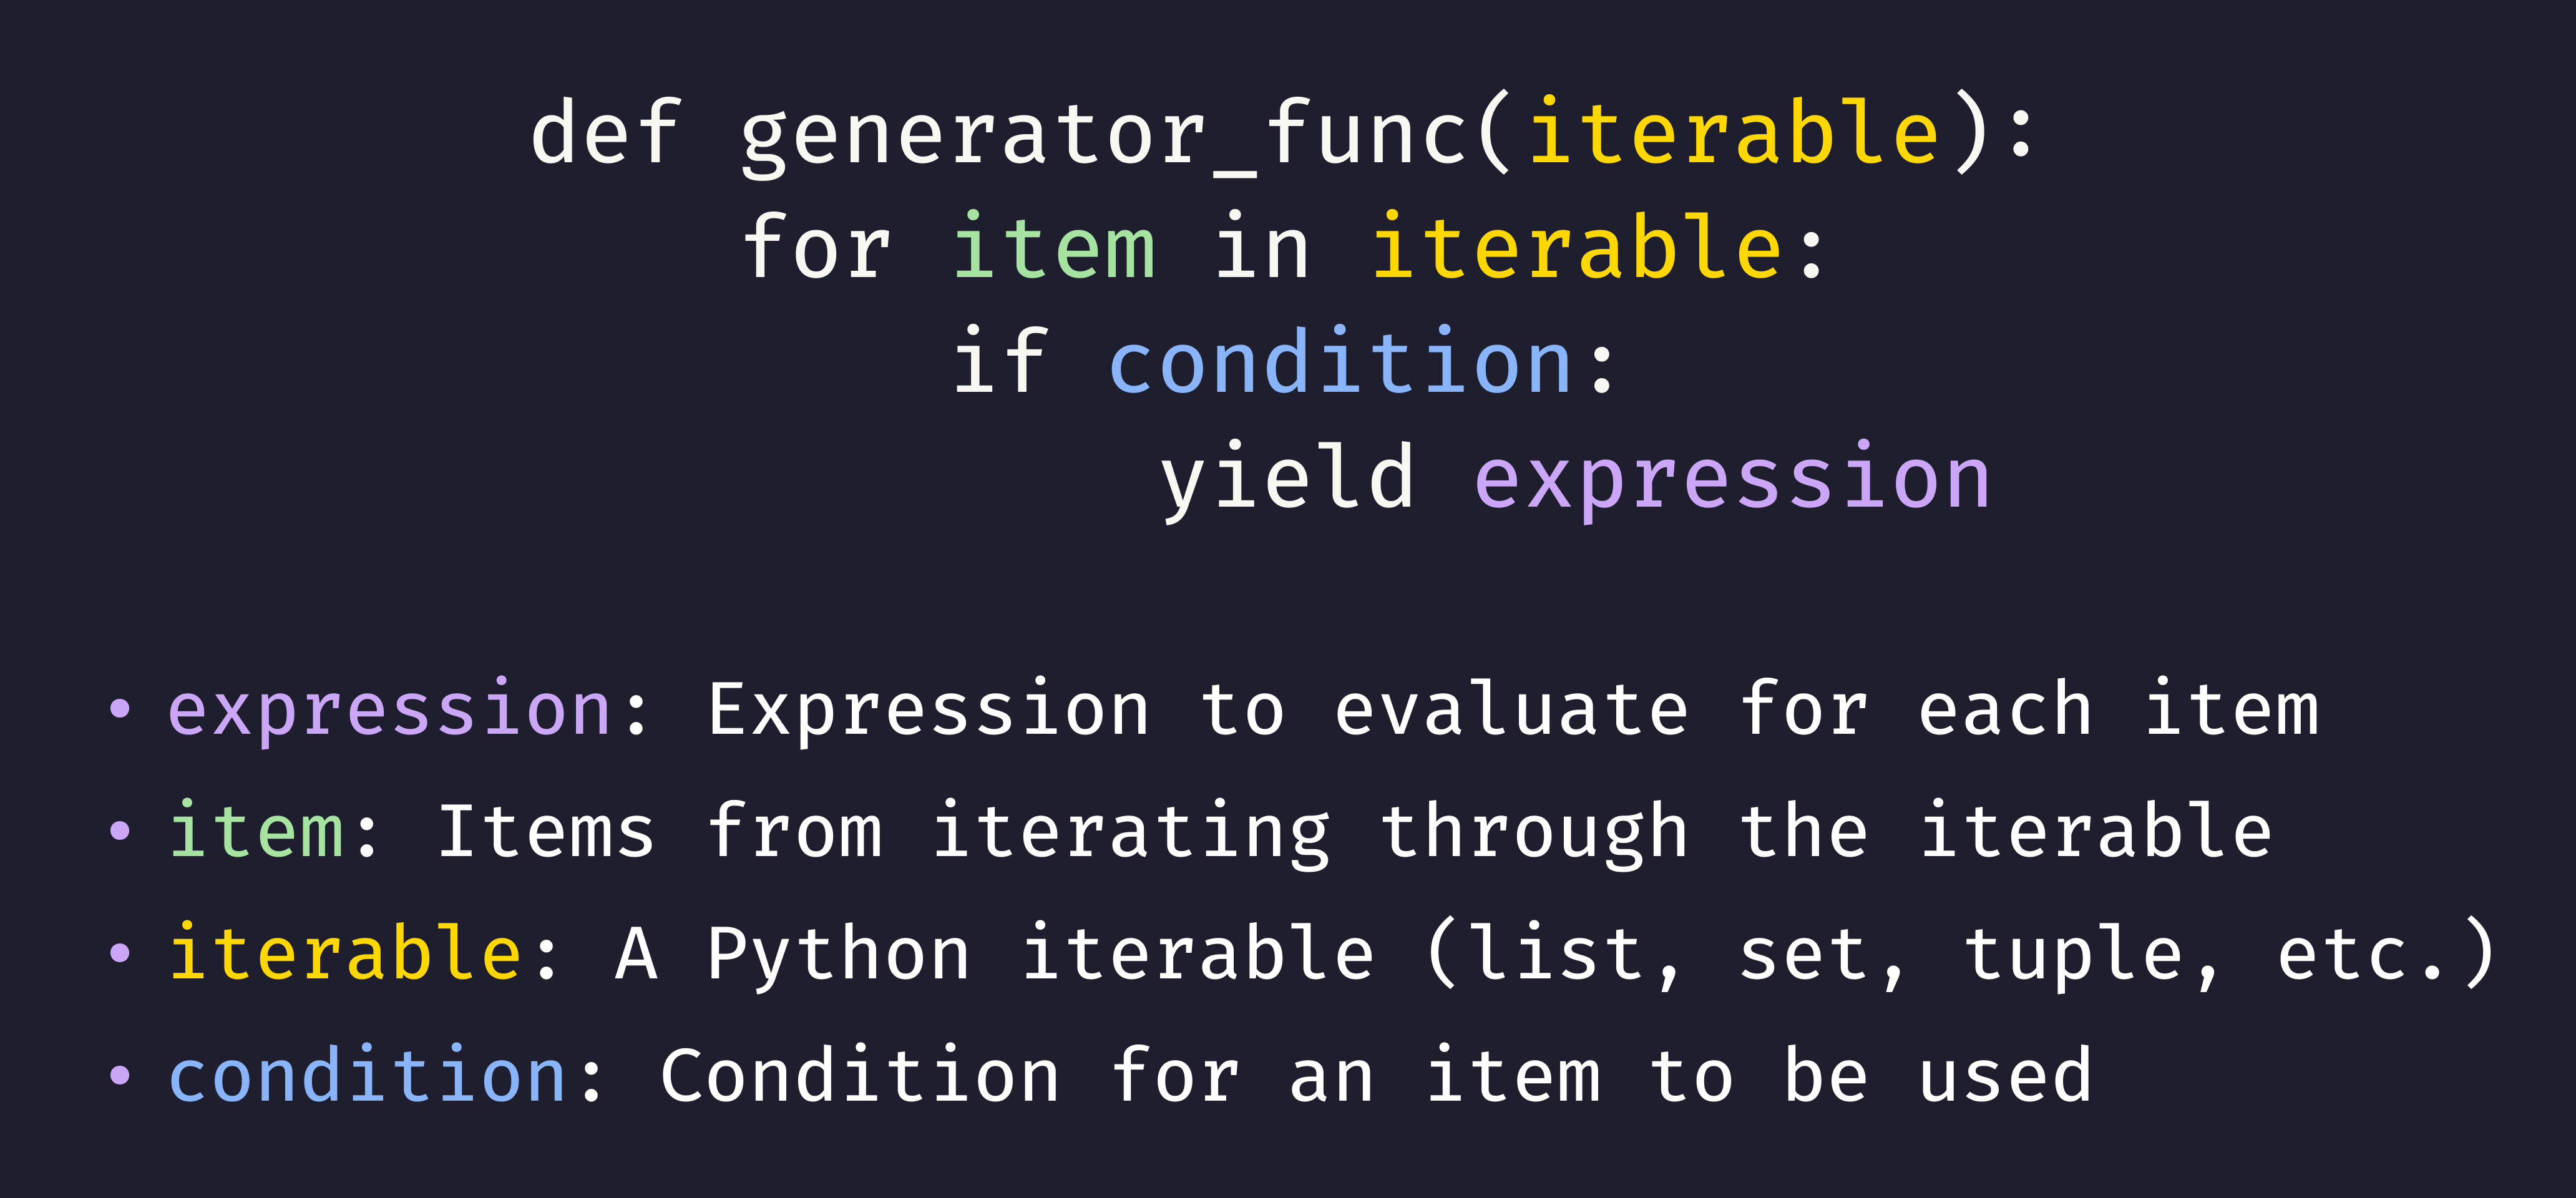 def generator_func(iterable):
    for item in iterable:
        if condition:
            yield expression
• expression: Expression to evaluate for each item
• item: Items from iterating through the iterable
• iterable: A Python iterable (list, set, tuple, etc.)
• condition: Condition for an item to be used